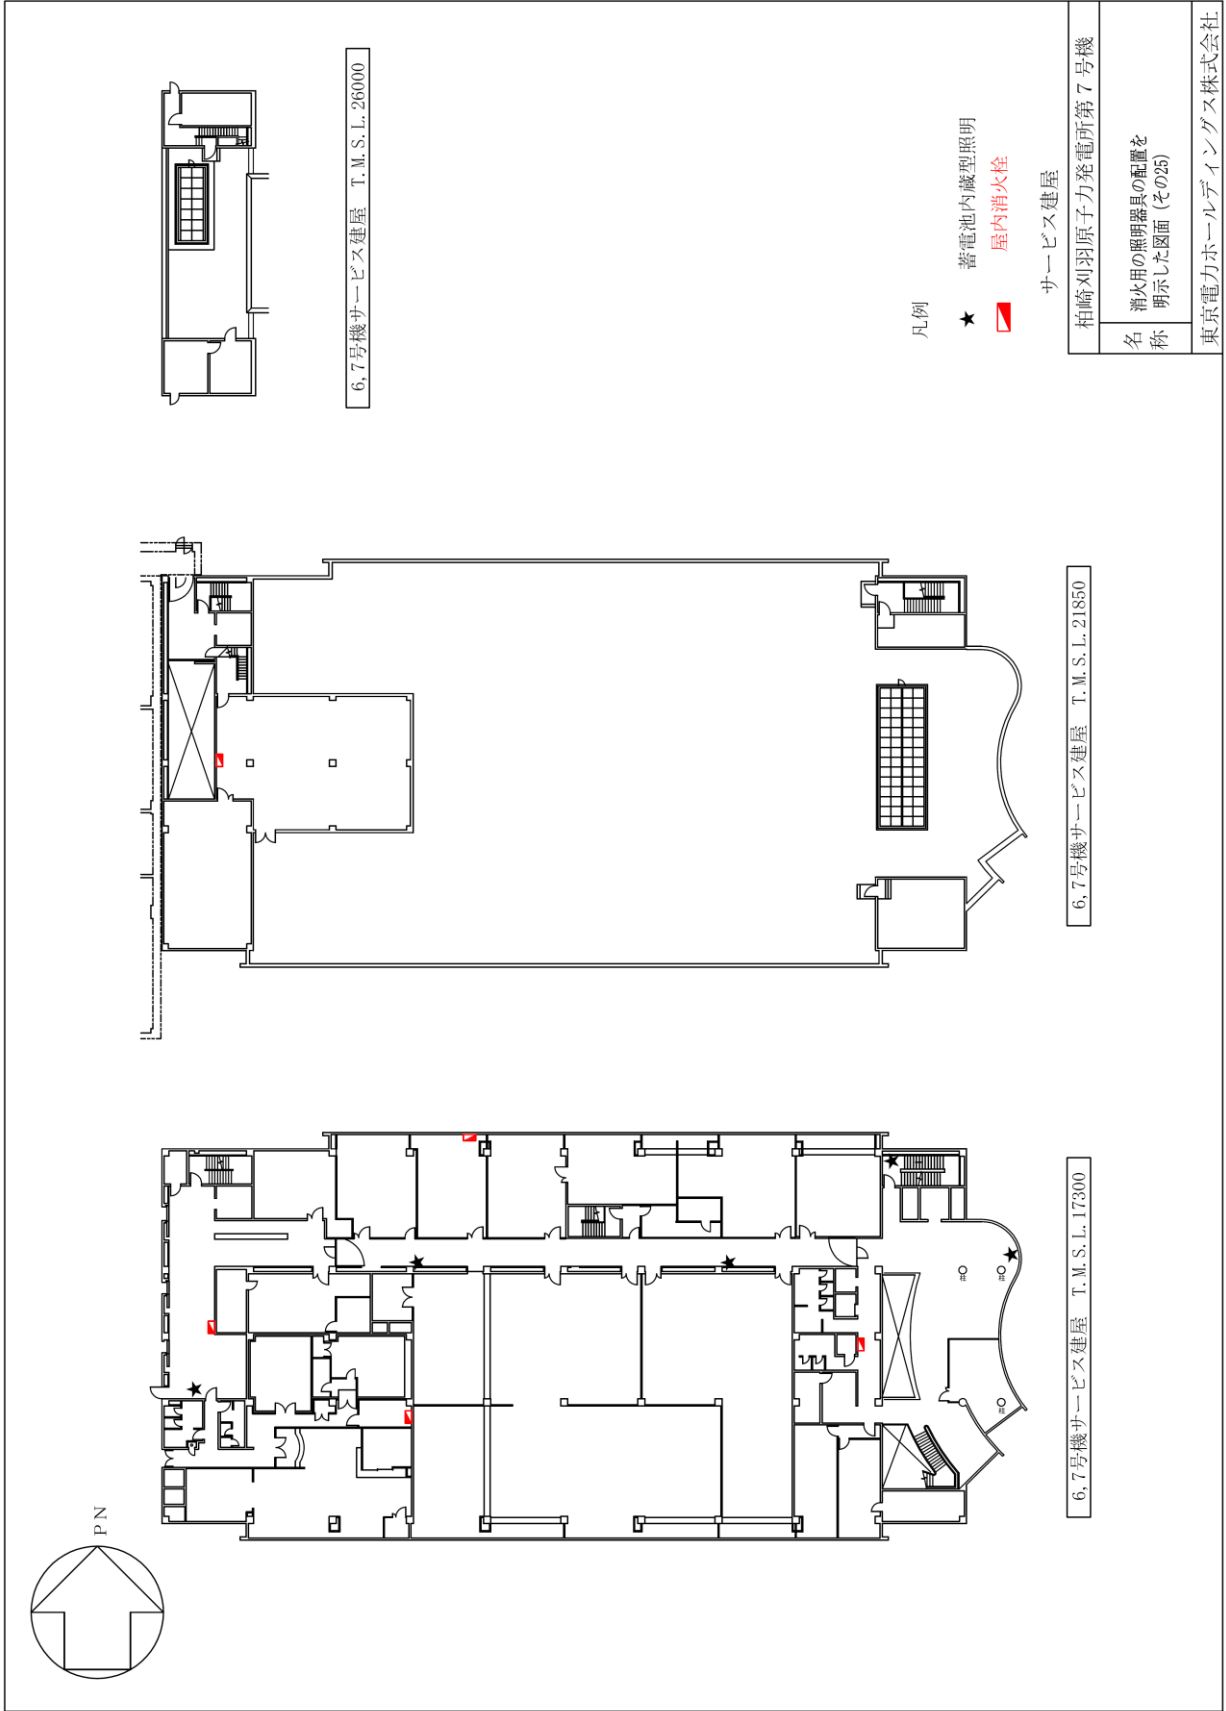 PN
6,7号機サービス建屋 T.M.S.L.17300
6,7号機サービス建屋 T.M.S.L.21850
6,7号機サービス建屋 T.M.S.L.26000
柱
柱
柱
柱
凡例
★ 蓄電池内蔵型照明
屋内消火栓
サービス建屋
柏崎刈羽原子力発電所第7号機
名称
消火用の照明器具の配置を
明示した図面 (その25)
東京電力ホールディングス株式会社